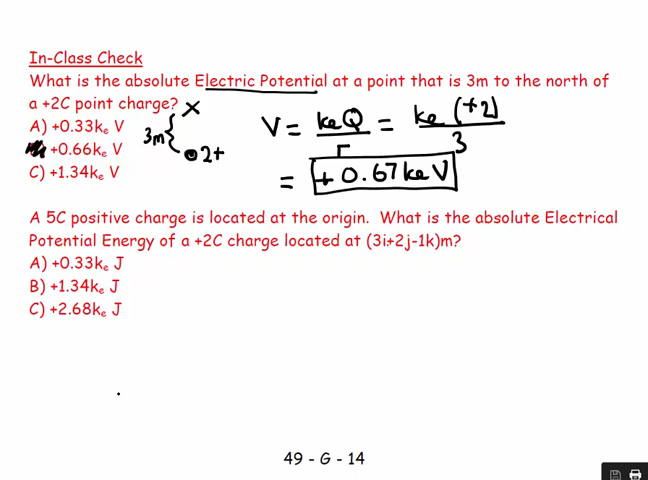 In-Class Check
What is the absolute Electric Potential at a point that is 3m to the north of
a +2C point charge?
A) +0.33kₑ V
+0.66kₑ V
C) +1.34kₑ V
X
3m
2+
V = keQ/r = ke(+2)/3
= +0.67keV
A 5C positive charge is located at the origin. What is the absolute Electrical
Potential Energy of a +2C charge located at (3i+2j-1k)m?
A) +0.33kₑ J
B) +1.34kₑ J
C) +2.68kₑ J
49 - G - 14